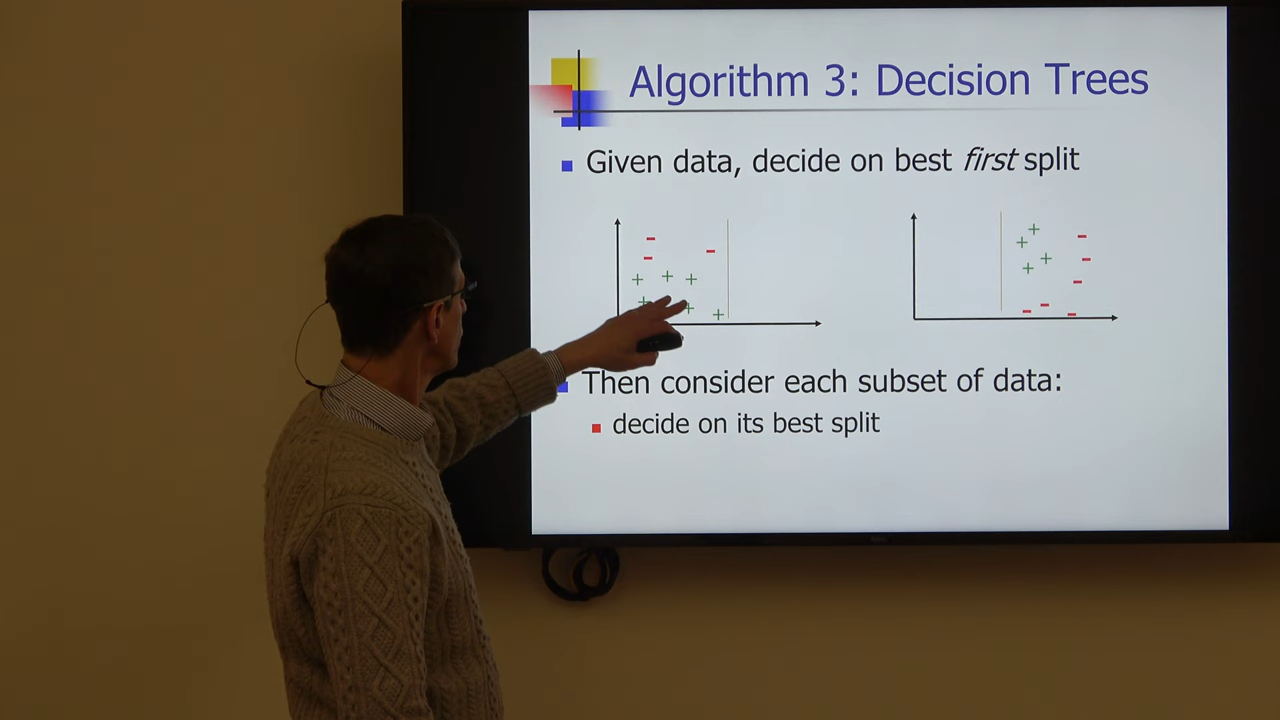 Algorithm 3: Decision Trees
Given data, decide on best first split
Then consider each subset of data:
decide on its best split